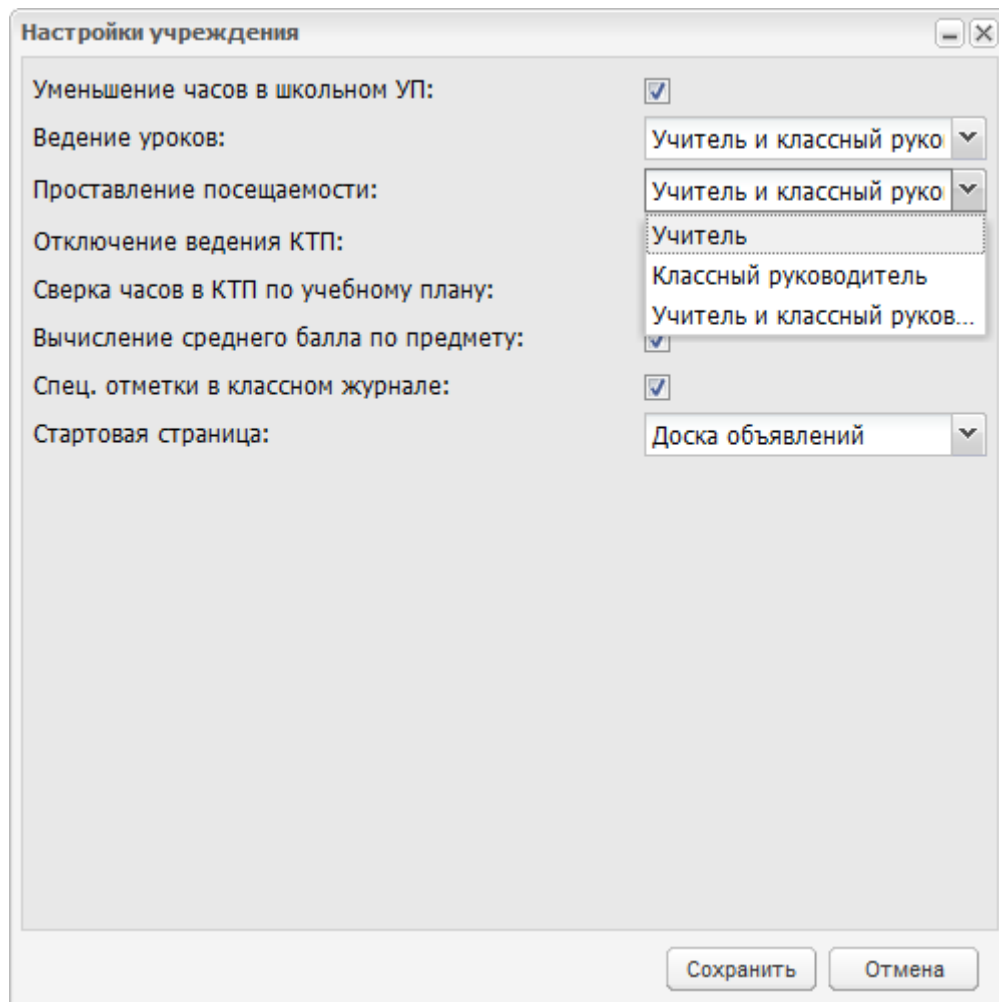 Настройки учреждения
Уменьшение часов в школьном УП:
Ведение уроков: Учитель и классный руко
Проставление посещаемости: Учитель и классный руко
Учитель
Отключение ведения КТП:
Классный руководитель
Сверка часов в КТП по учебному плану:
Учитель и классный руков...
Вычисление среднего балла по предмету:
Спец. отметки в классном журнале:
Стартовая страница: Доска объявлений
Сохранить Отмена